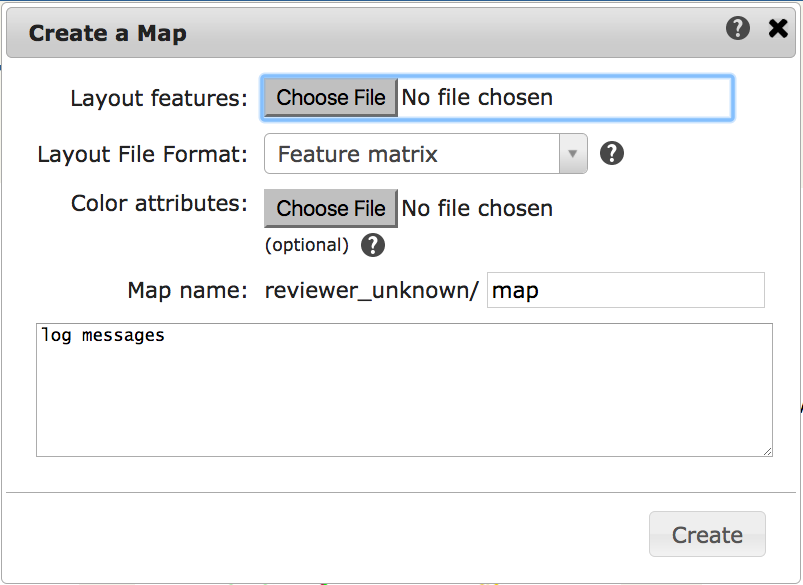 Create a Map
Layout features: Choose File No file chosen
Layout File Format: Feature matrix
Color attributes: Choose File No file chosen
(optional)
Map name: reviewer_unknown/ map
log messages
Create